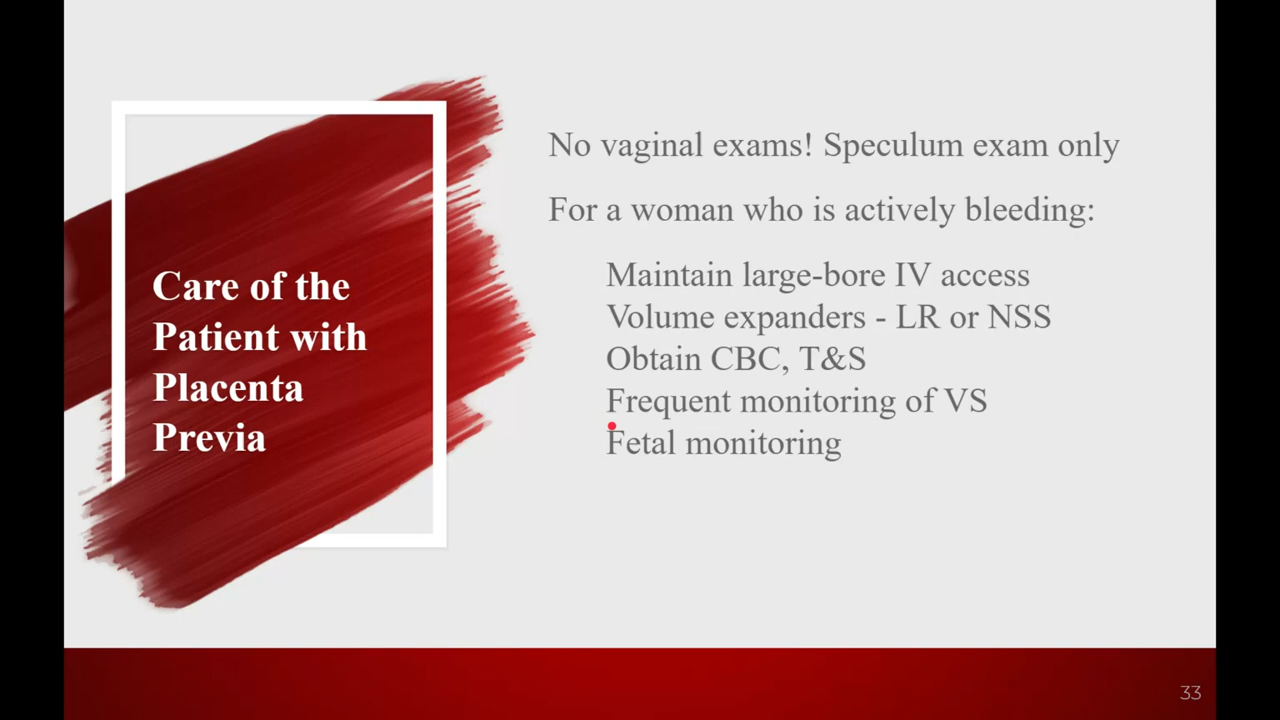 Care of the
Patient with
Placenta
Previa
No vaginal exams! Speculum exam only
For a woman who is actively bleeding:
Maintain large-bore IV access
Volume expanders - LR or NSS
Obtain CBC, T&S
Frequent monitoring of VS
Fetal monitoring
33